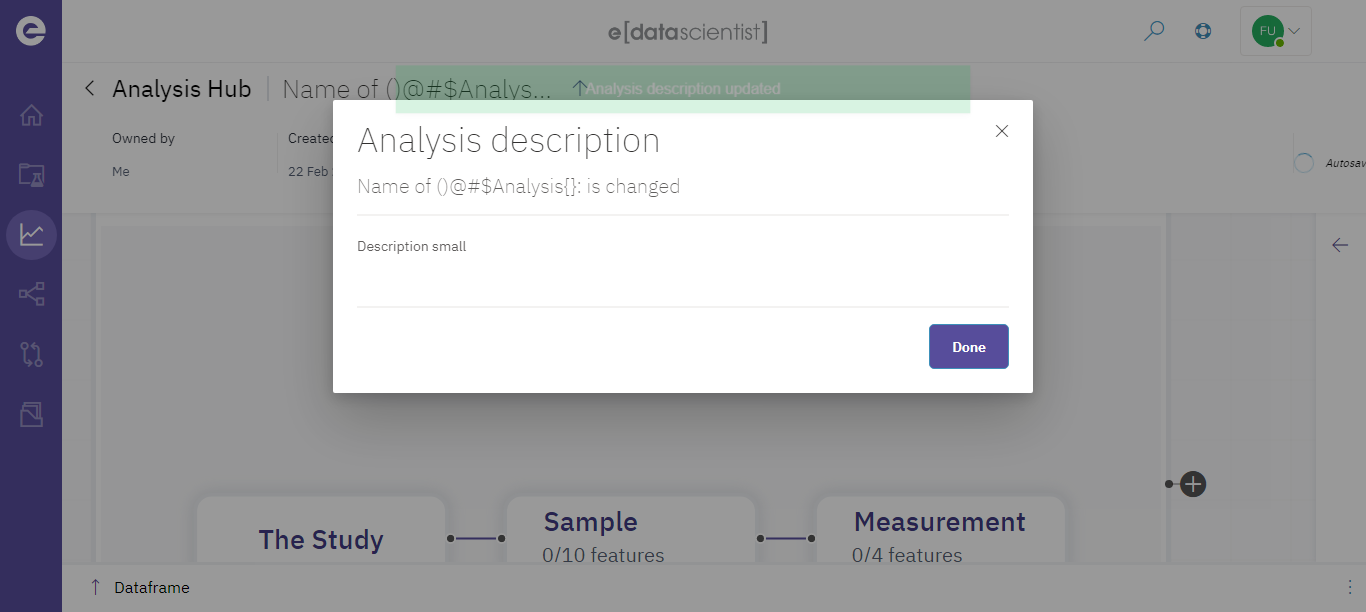 e[datascientist]
FU
Analysis Hub
Name of ()@#$Analys...
Analysis description updated
Owned by
Me
Created
22 Feb
Autosav
Analysis description
Name of ()@#$Analysis{}: is changed
Description small
Done
The Study
Sample
0/10 features
Measurement
0/4 features
Dataframe